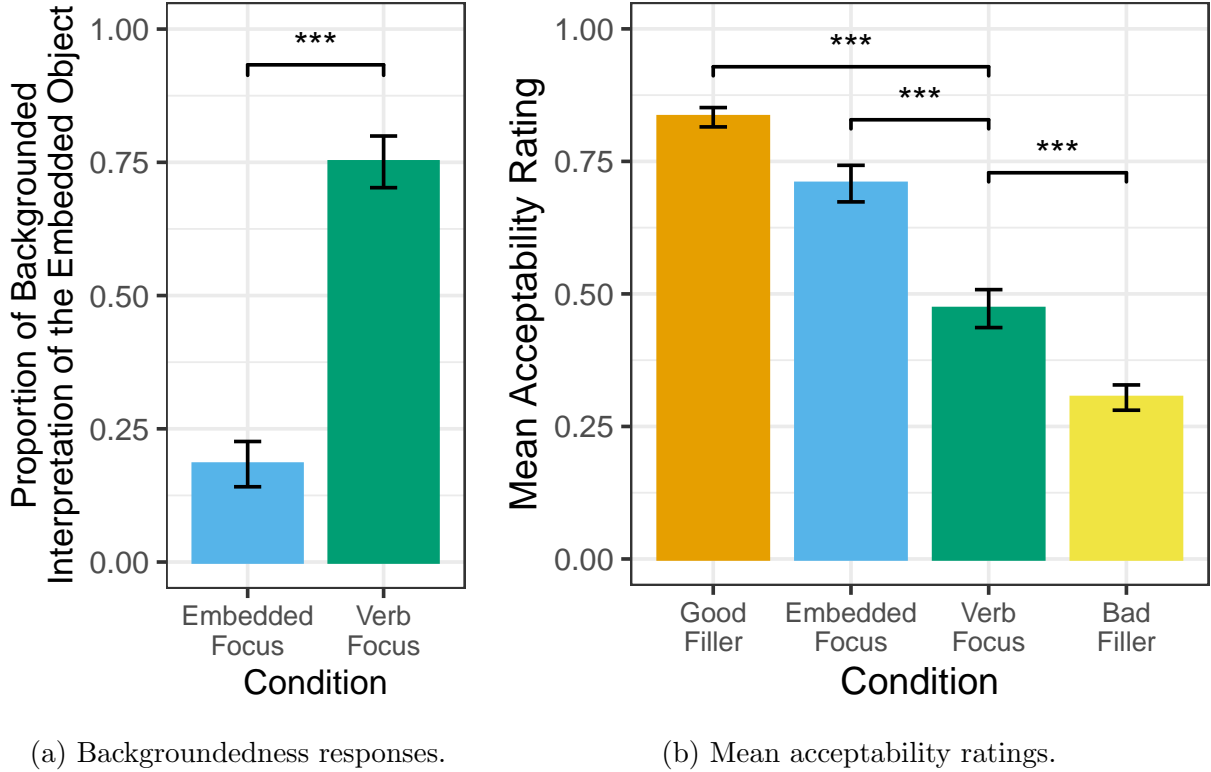 Proportion of Backgrounded
Interpretation of the Embedded Object
1.00
0.75
0.50
0.25
0.00
***
Embedded
Focus
Verb
Focus
Condition
(a) Backgroundedness responses.
Mean Acceptability Rating
1.00
0.75
0.50
0.25
0.00
***
***
***
Good
Filler
Embedded
Focus
Verb
Focus
Bad
Filler
Condition
(b) Mean acceptability ratings.